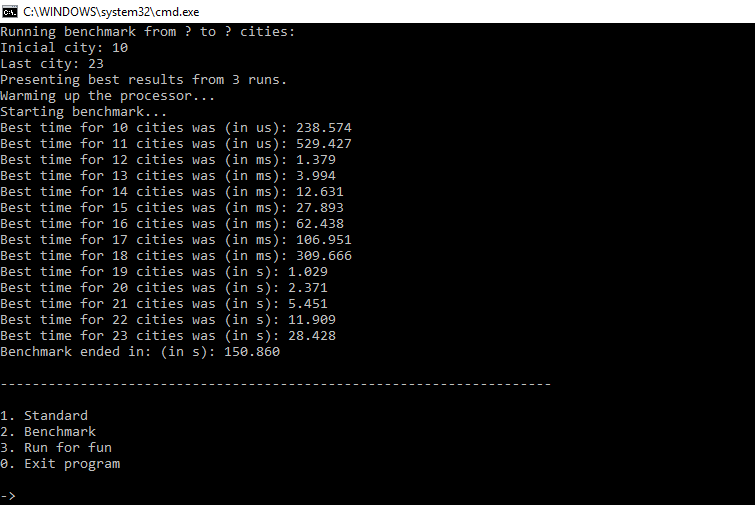 C:\WINDOWS\system32\cmd.exe
Running benchmark from ? to ? cities:
Inicial city: 10
Last city: 23
Presenting best results from 3 runs.
Warming up the processor...
Starting benchmark...
Best time for 10 cities was (in us): 238.574
Best time for 11 cities was (in us): 529.427
Best time for 12 cities was (in ms): 1.379
Best time for 13 cities was (in ms): 3.994
Best time for 14 cities was (in ms): 12.631
Best time for 15 cities was (in ms): 27.893
Best time for 16 cities was (in ms): 62.438
Best time for 17 cities was (in ms): 106.951
Best time for 18 cities was (in ms): 309.666
Best time for 19 cities was (in s): 1.029
Best time for 20 cities was (in s): 2.371
Best time for 21 cities was (in s): 5.451
Best time for 22 cities was (in s): 11.909
Best time for 23 cities was (in s): 28.428
Benchmark ended in: (in s): 150.860
---------------------------------------------------------------------
1. Standard
2. Benchmark
3. Run for fun
0. Exit program
->